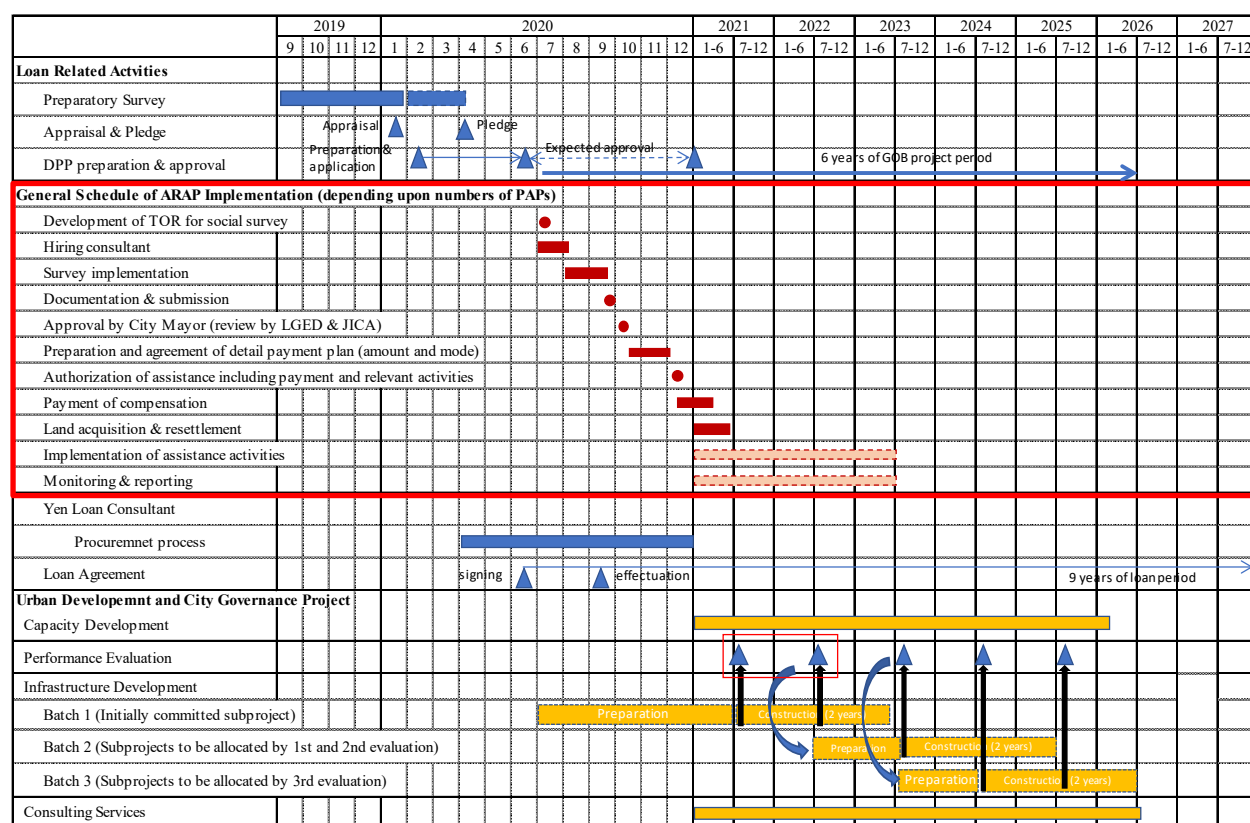 2019 2020 2021 2022 2023 2024 2025 2026 2027
9 10 11 12 1 2 3 4 5 6 7 8 9 10 11 12 1-6 7-12 1-6 7-12 1-6 7-12 1-6 7-12 1-6 7-12 1-6 7-12 1-6 7-12
Loan Related Actvities
Preparatory Survey
Appraisal & Pledge Appraisal Pledge
DPP preparation & approval Preparation & application Expected approval 6 years of GOB project period
General Schedule of ARAP Implementation (depending upon numbers of PAPs)
Development of TOR for social survey
Hiring consultant
Survey implementation
Documentation & submission
Approval by City Mayor (review by LGED & JICA)
Preparation and agreement of detail payment plan (amount and mode)
Authorization of assistance including payment and relevant activities
Payment of compensation
Land acquisition & resettlement
Implementation of assistance activities
Monitoring & reporting
Yen Loan Consultant
Procuremnet process
Loan Agreement signing effectuation 9 years of loan period
Urban Developemnt and City Governance Project
Capacity Development
Performance Evaluation
Infrastructure Development
Batch 1 (Initially committed subproject) Preparation Construction (2 years)
Batch 2 (Subprojects to be allocated by 1st and 2nd evaluation) Preparation Construction (2 years)
Batch 3 (Subprojects to be allocated by 3rd evaluation) Preparation Construction (2 years)
Consulting Services